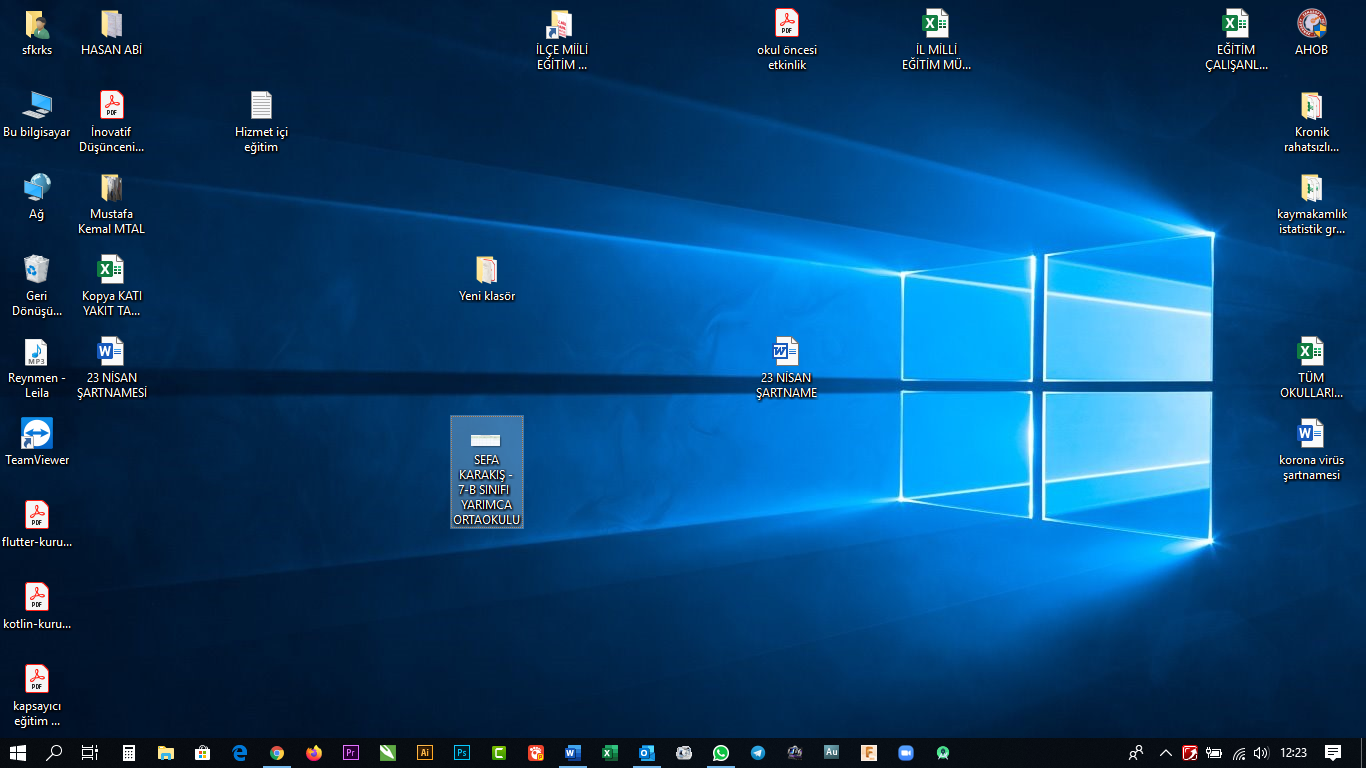 sfkrks
HASAN ABİ
İLÇE MİİLİ
EĞİTİM ...
okul öncesi
etkinlik
İL MİLLİ
EĞİTİM MÜ...
EĞİTİM
ÇALIŞANL...
AHOB
Bu bilgisayar
İnovatif
Düşünceni...
Hizmet içi
eğitim
Kronik
rahatsızlı...
Ağ
Mustafa
Kemal MTAL
kaymakamlık
istatistik gr...
Geri
Dönüşü...
Kopya KATI
YAKIT TA...
Yeni klasör
Reynmen -
Leila
23 NİSAN
ŞARTNAMESİ
23 NİSAN
ŞARTNAME
TÜM
OKULLARI...
TeamViewer
SEFA
KARAKIŞ -
7-B SINIFI
YARIMCA
ORTAOKULU
korona virüs
şartnamesi
flutter-kuru...
kotlin-kuru...
kapsayıcı
eğitim ...
12:23